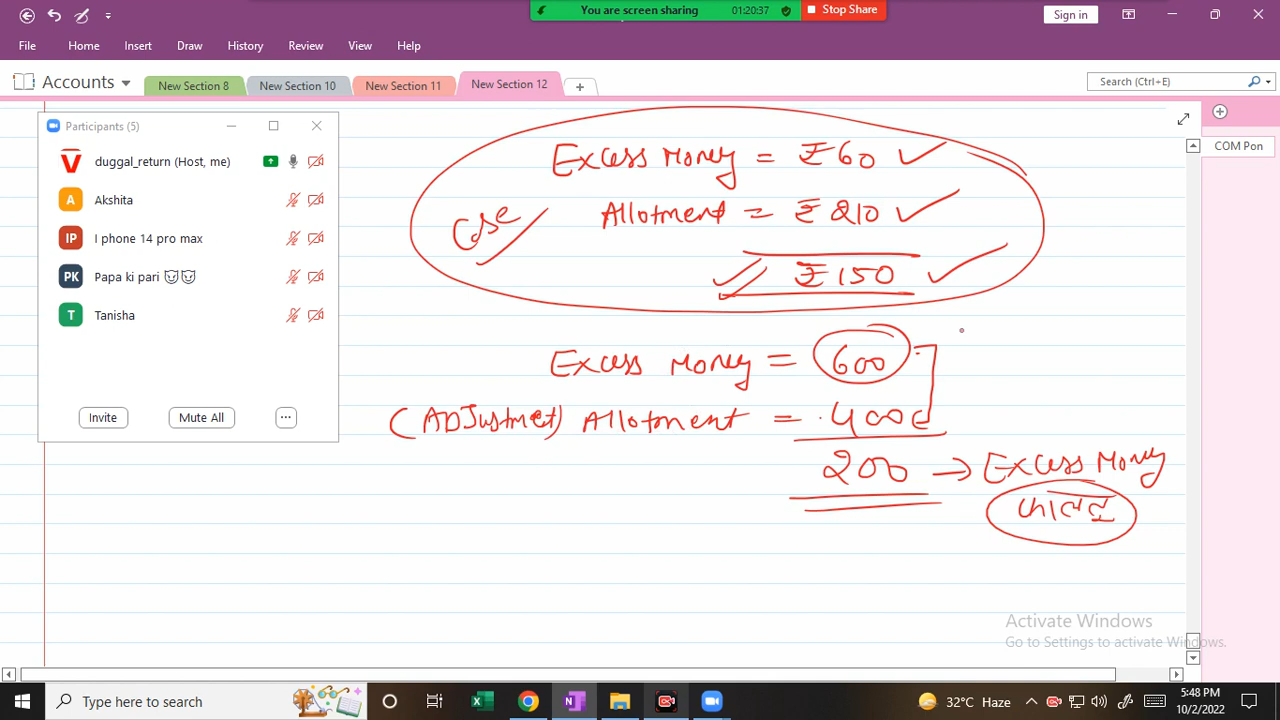 You are screen sharing
01:20:37
Stop Share
Sign in
File Home Insert Draw History Review View Help
Accounts New Section 8 New Section 10 New Section 11 New Section 12
Search (Ctrl+E)
COM Pon
Participants (5)
V duggal_return (Host, me)
A Akshita
IP I phone 14 pro max
PK Papa ki pari
T Tanisha
Invite Mute All ...
Excess Money = ₹60
Allotment = ₹210
₹150
Excess Money = 600
(ADJustmet) Allotment = 400
200 → Excess Money
Activate Windows
Go to Settings to activate Windows.
Type here to search
32°C Haze
5:48 PM
10/2/2022